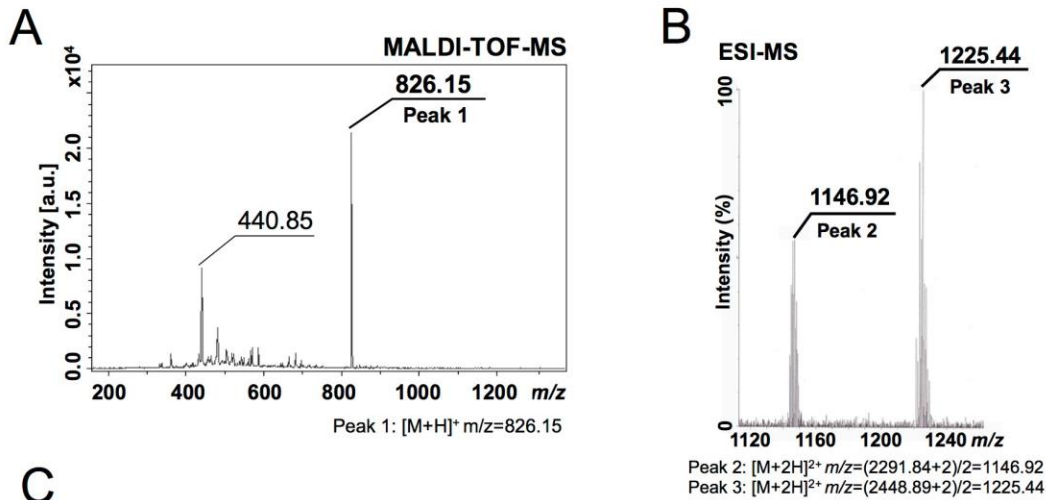 A
MALDI-TOF-MS
x10⁴
Intensity [a.u.]
2.0
1.5
1.0
0.5
0.0
826.15
Peak 1
440.85
200 400 600 800 1000 1200 m/z
Peak 1: [M+H]⁺ m/z=826.15
B
ESI-MS
1225.44
Peak 3
1146.92
Peak 2
Intensity (%)
100
0
1120 1160 1200 1240 m/z
Peak 2: [M+2H]²⁺ m/z=(2291.84+2)/2=1146.92
Peak 3: [M+2H]²⁺ m/z=(2448.89+2)/2=1225.44
C